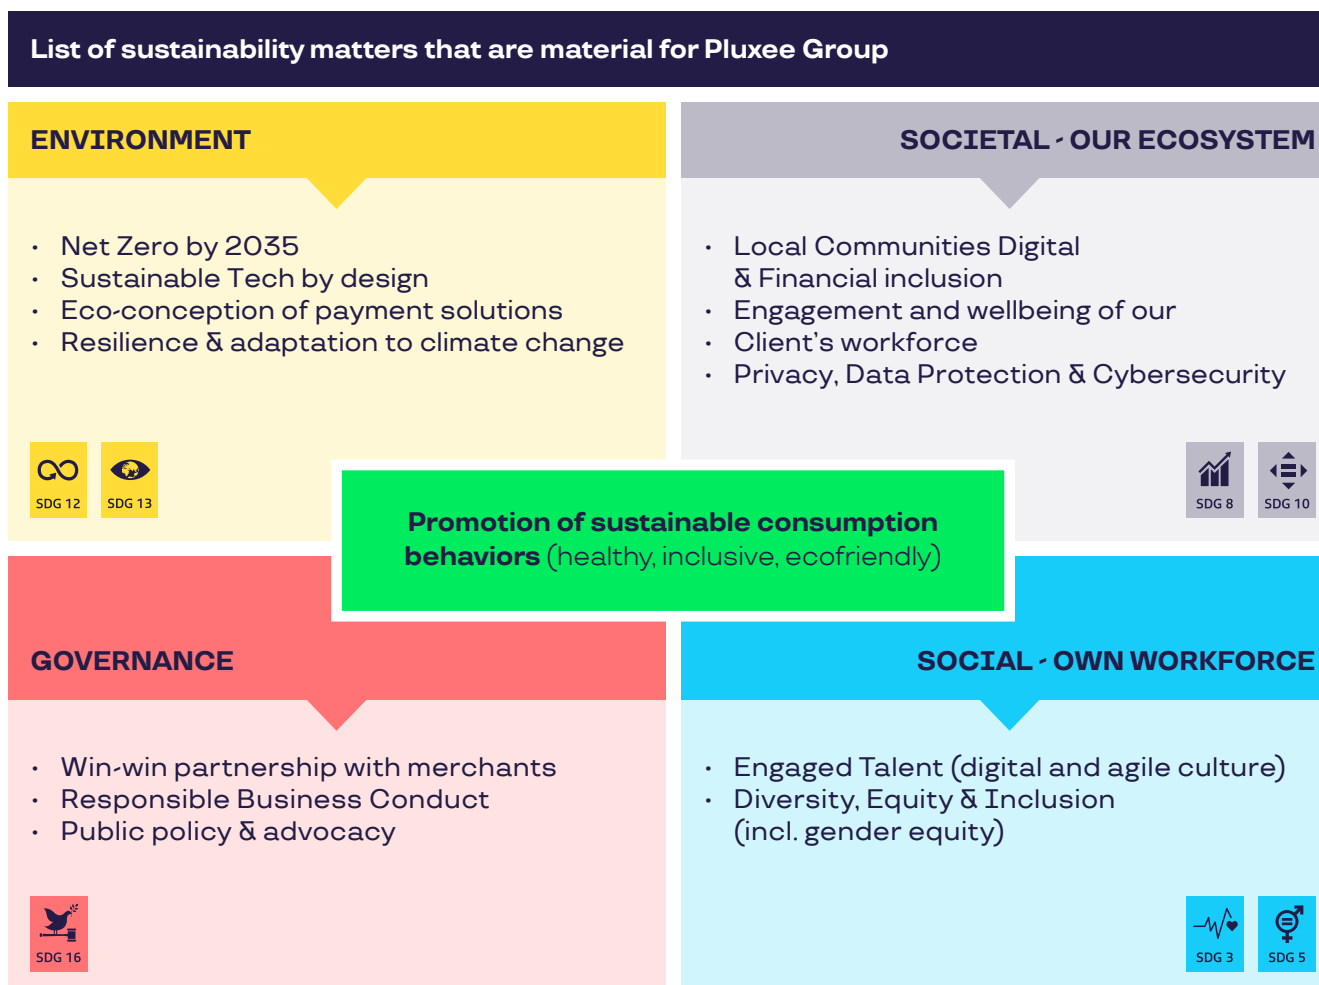 List of sustainability matters that are material for Pluxee Group
ENVIRONMENT
• Net Zero by 2035
• Sustainable Tech by design
• Eco-conception of payment solutions
• Resilience & adaptation to climate change
SDG 12
SDG 13
SOCIETAL - OUR ECOSYSTEM
• Local Communities Digital
& Financial inclusion
• Engagement and wellbeing of our
• Client's workforce
• Privacy, Data Protection & Cybersecurity
SDG 8
SDG 10
Promotion of sustainable consumption
behaviors (healthy, inclusive, ecofriendly)
GOVERNANCE
• Win-win partnership with merchants
• Responsible Business Conduct
• Public policy & advocacy
SDG 16
SOCIAL - OWN WORKFORCE
• Engaged Talent (digital and agile culture)
• Diversity, Equity & Inclusion
(incl. gender equity)
SDG 3
SDG 5